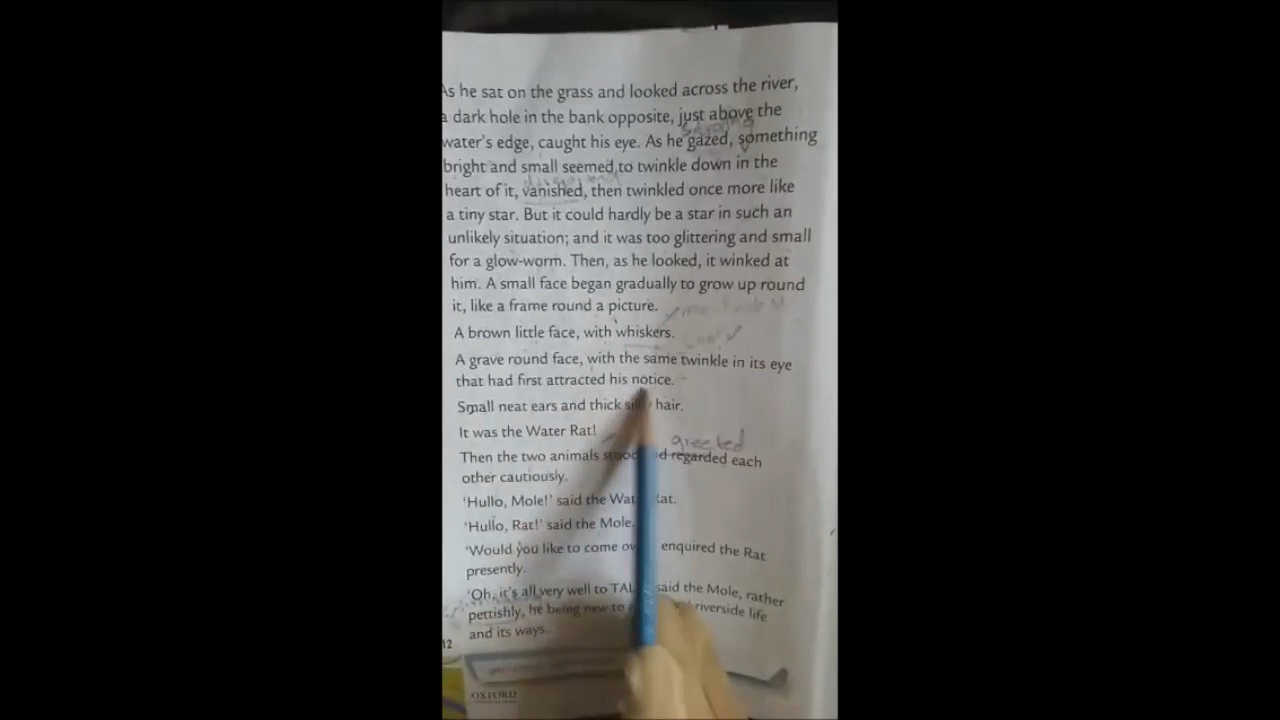 As he sat on the grass and looked across the river,
a dark hole in the bank opposite, just above the
water's edge, caught his eye. As he gazed, something
bright and small seemed to twinkle down in the
heart of it, vanished, then twinkled once more like
a tiny star. But it could hardly be a star in such an
unlikely situation; and it was too glittering and small
for a glow-worm. Then, as he looked, it winked at
him. A small face began gradually to grow up round
it, like a frame round a picture.
A brown little face, with whiskers.
A grave round face, with the same twinkle in its eye
that had first attracted his notice.
Small neat ears and thick hair.
It was the Water Rat!
greeted
Then the two animals stood regarded each
other cautiously.
'Hullo, Mole!' said the Water Rat.
'Hullo, Rat!' said the Mole.
'Would you like to come enquired the Rat
presently.
'Oh, it's all very well to said the Mole, rather
pettishly, he being new to riverside life
and its ways.
12
OXFORD